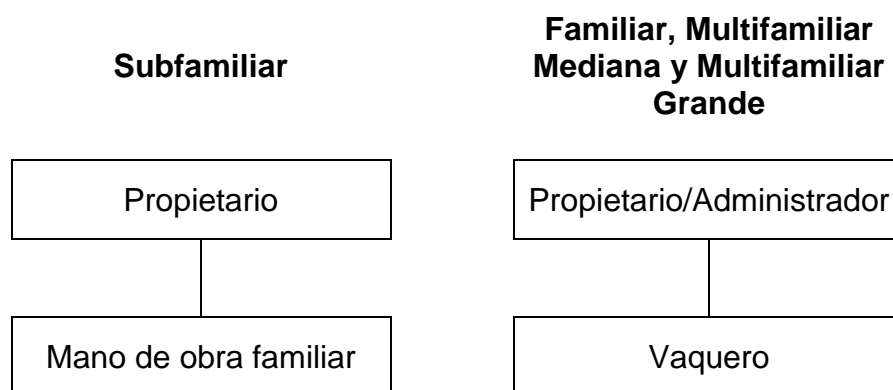 Subfamiliar
Familiar, Multifamiliar
Mediana y Multifamiliar
Grande
Propietario
Propietario/Administrador
Mano de obra familiar
Vaquero